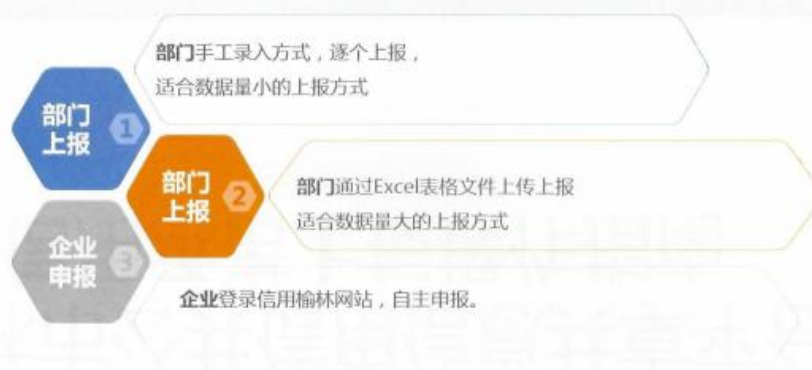 部门手工录入方式，逐个上报，
适合数据量小的上报方式
部门
上报
1
部门
上报
2
部门通过Excel表格文件上传上报
适合数据量大的上报方式
企业
申报
3
企业登录信用榆林网站，自主申报。